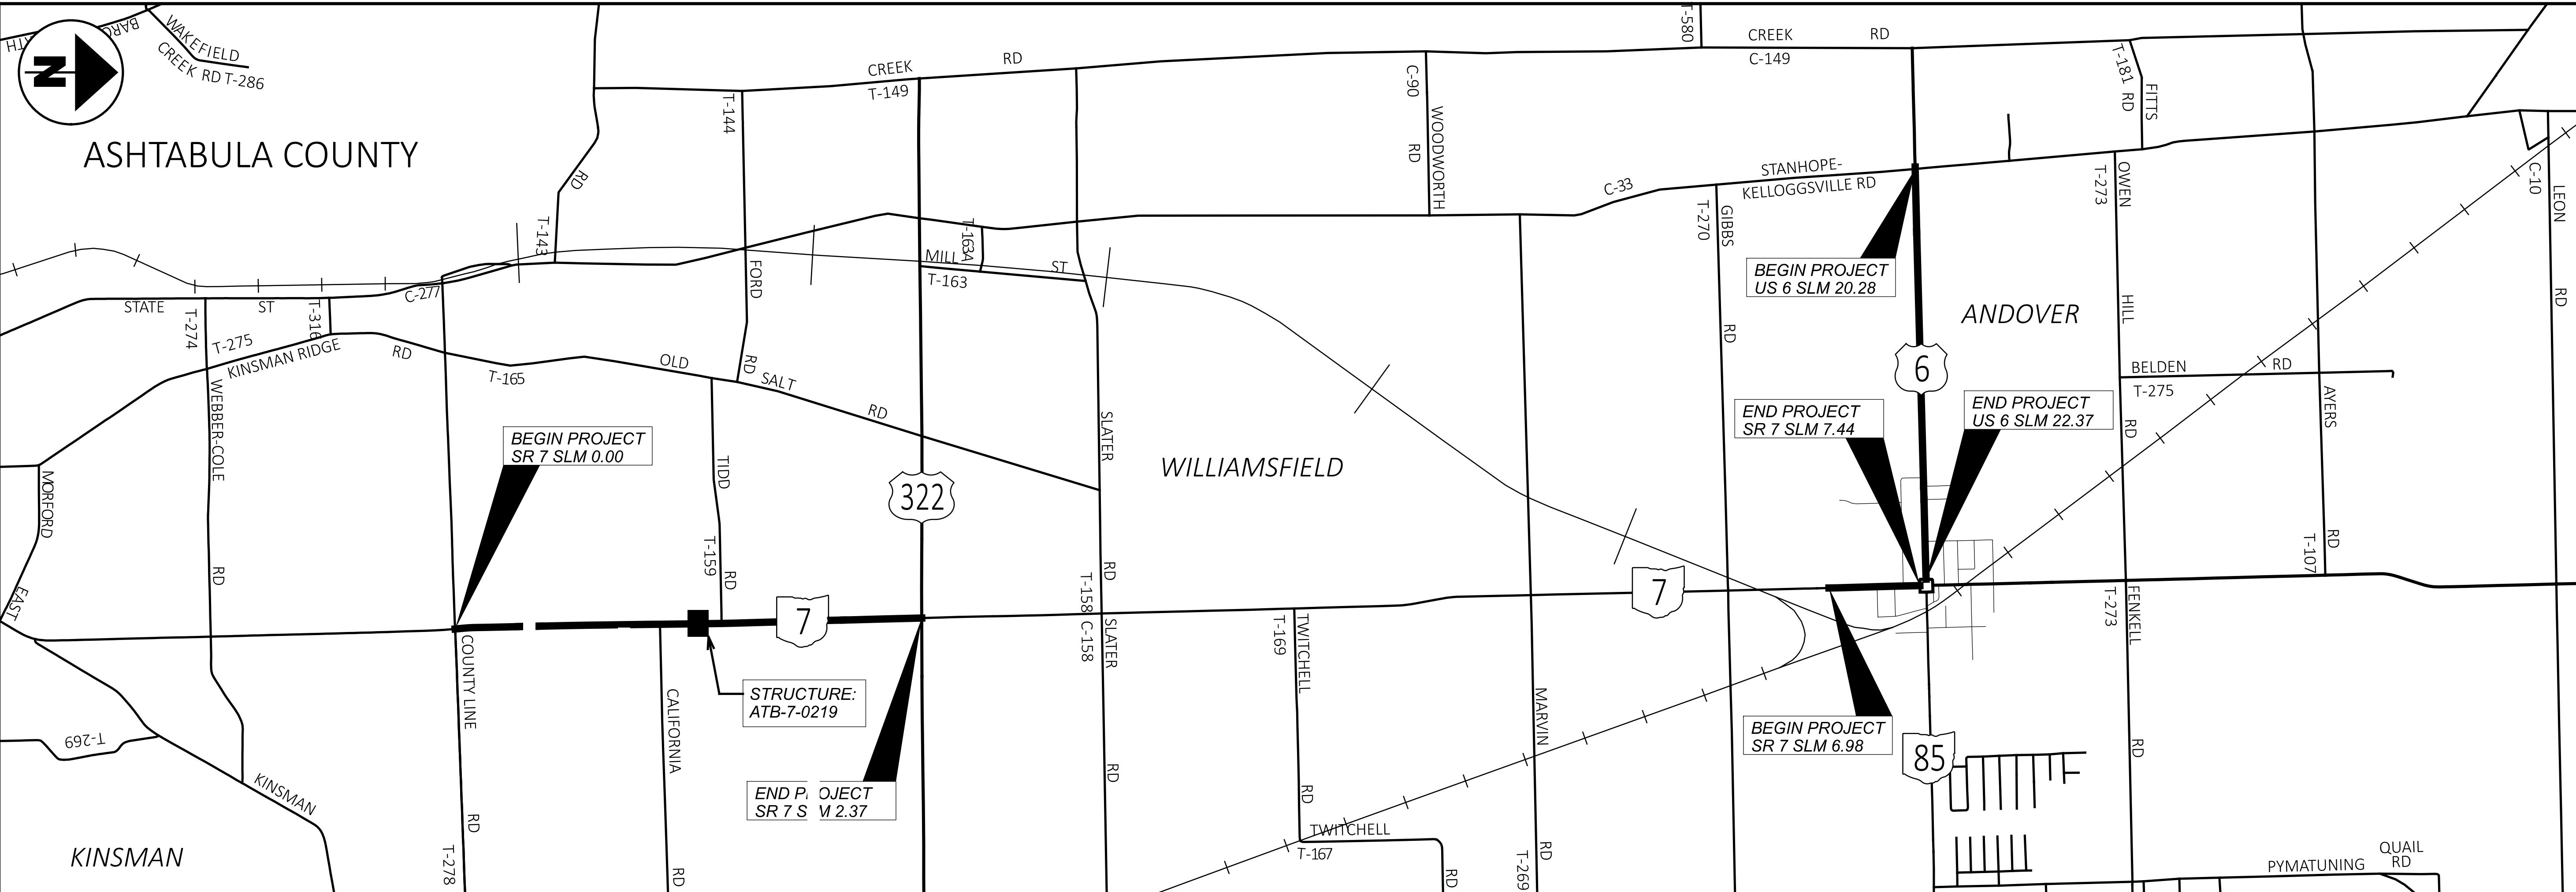 N
ASHTABULA COUNTY
BARC
WAKEFIELD
CREEK RD T-286
RD
T-143
T-144
FORD
RD
CREEK
RD
T-149
T-163A
MILL
ST
T-163
C-90
WOODWORTH
RD
T-580
CREEK
RD
C-149
C-33
STANHOPE-
KELLOGGSVILLE RD
T-270
GIBBS
RD
T-181
RD
FITTS
OWEN
T-273
HILL
RD
C-10
LEON
RD
BEGIN PROJECT
US 6 SLM 20.28
ANDOVER
6
BELDEN
RD
T-275
AYERS
RD
T-107
STATE
ST
T-274
T-316
C-277
T-275
KINSMAN RIDGE
RD
T-165
OLD
SALT
RD
WEBBER-COLE
RD
MORFORD
EAST
BEGIN PROJECT
SR 7 SLM 0.00
TIDD
T-159
RD
322
SLATER
RD
T-158
WILLIAMSFIELD
END PROJECT
SR 7 SLM 7.44
END PROJECT
US 6 SLM 22.37
7
7
C-158
SLATER
RD
T-169
TWITCHELL
RD
T-273
FENKELL
RD
COUNTY LINE
RD
T-278
CALIFORNIA
RD
STRUCTURE:
ATB-7-0219
END P OJECT
SR 7 S M 2.37
MARVIN
RD
T-269
BEGIN PROJECT
SR 7 SLM 6.98
85
T-269
KINSMAN
KINSMAN
TWITCHELL
T-167
RD
PYMATUNING
QUAIL
RD